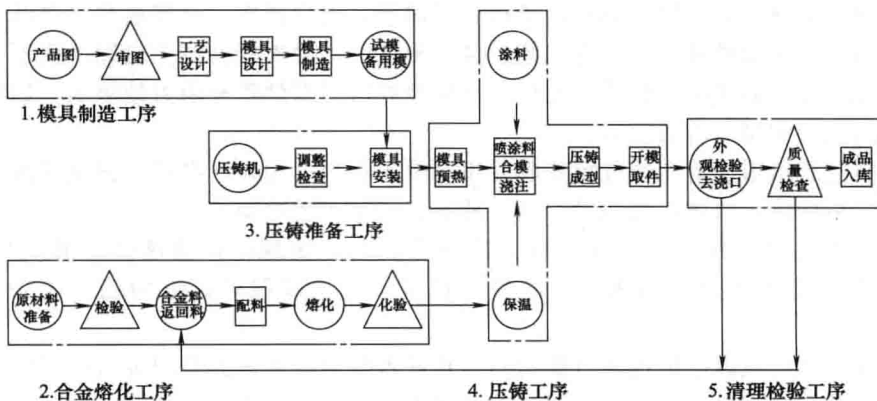 产品图
审图
工艺
设计
模具
设计
模具
制造
试模
备用模
1.模具制造工序
涂料
压铸机
调整
检查
模具
安装
3.压铸准备工序
模具
预热
喷涂料
合模
浇注
压铸
成型
开模
取件
外
观检验
去浇口
质
量
检查
成品
入库
原材料
准备
检验
合金料
返回料
配料
熔化
化验
保温
2.合金熔化工序
4.压铸工序
5.清理检验工序